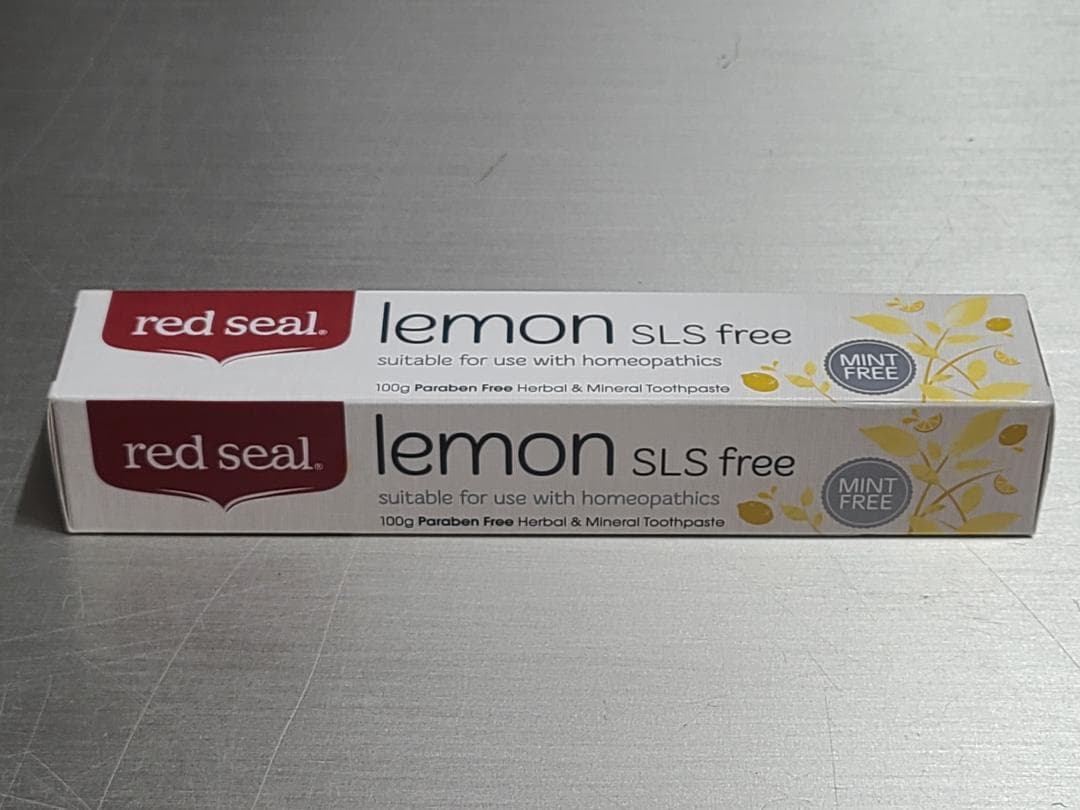 red seal®
lemon SLS free
suitable for use with homeopathics
100g Paraben Free Herbal & Mineral Toothpaste
MINT
FREE
red seal®
lemon SLS free
suitable for use with homeopathics
100g Paraben Free Herbal & Mineral Toothpaste
MINT
FREE